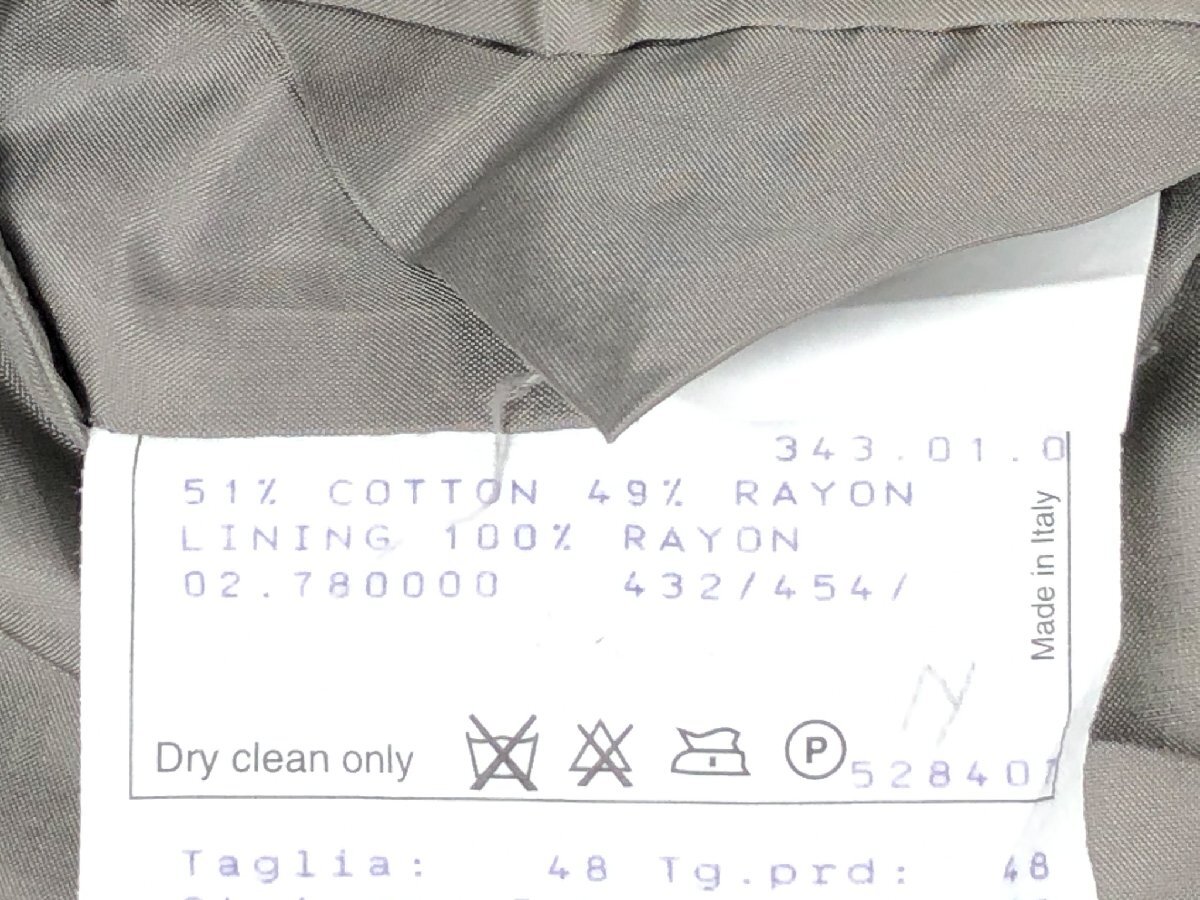 343.01.0
51% COTTON 49% RAYON
LINING 100% RAYON
02.780000 432/454/
Made in Italy
N
Dry clean only
P
528401
Taglia: 48 Tg.prd: 48